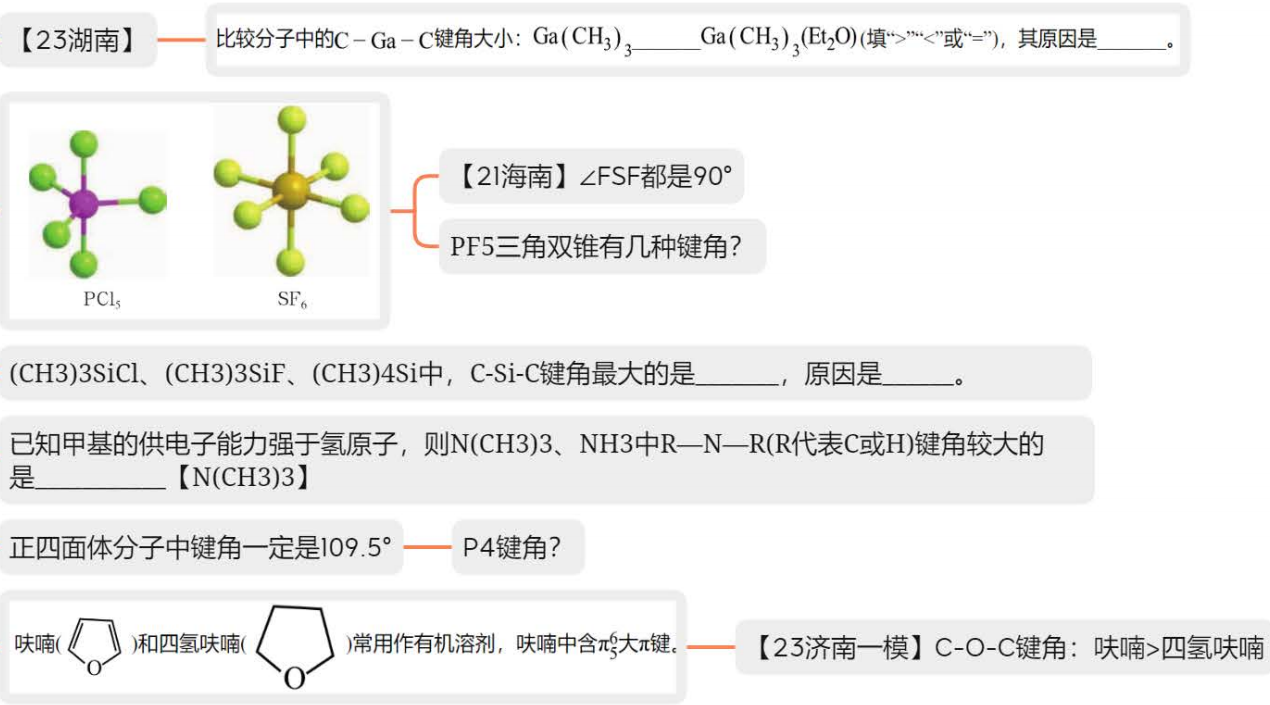 【23湖南】
比较分子中的C－Ga－C键角大小：Ga(CH₃)₃______Ga(CH₃)₃(Et₂O)(填“>”“<”或“=”)，其原因是______。
PCl₅
SF₆
【21海南】∠FSF都是90°
PF5三角双锥有几种键角？
(CH3)3SiCl、(CH3)3SiF、(CH3)4Si中，C-Si-C键角最大的是______，原因是_____。
已知甲基的供电子能力强于氢原子，则N(CH3)3、NH3中R—N—R(R代表C或H)键角较大的
是_________【N(CH3)3】
正四面体分子中键角一定是109.5°
P4键角？
呋喃( O )和四氢呋喃( O )常用作有机溶剂，呋喃中含π₅⁶大π键。
【23济南一模】C-O-C键角：呋喃>四氢呋喃